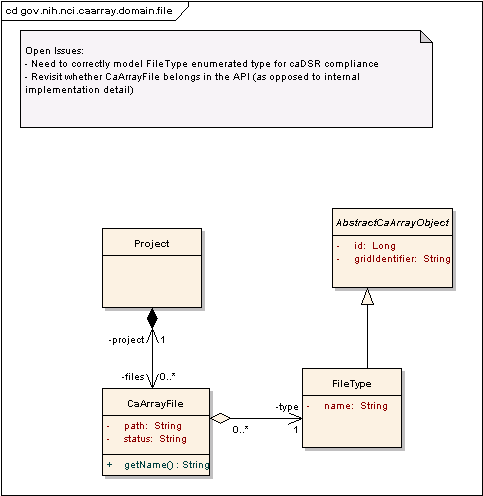 cd gov.nih.nci.caarray.domain.file
Open Issues:
- Need to correctly model FileType enumerated type for caDSR compliance
- Revisit whether CaArrayFile belongs in the API (as opposed to internal
implementation detail)
AbstractCaArrayObject
- id: Long
- gridIdentifier: String
Project
-project 1
-files 0..*
CaArrayFile
- path: String
- status: String
+ getName() : String
0..*
-type
1
FileType
- name: String